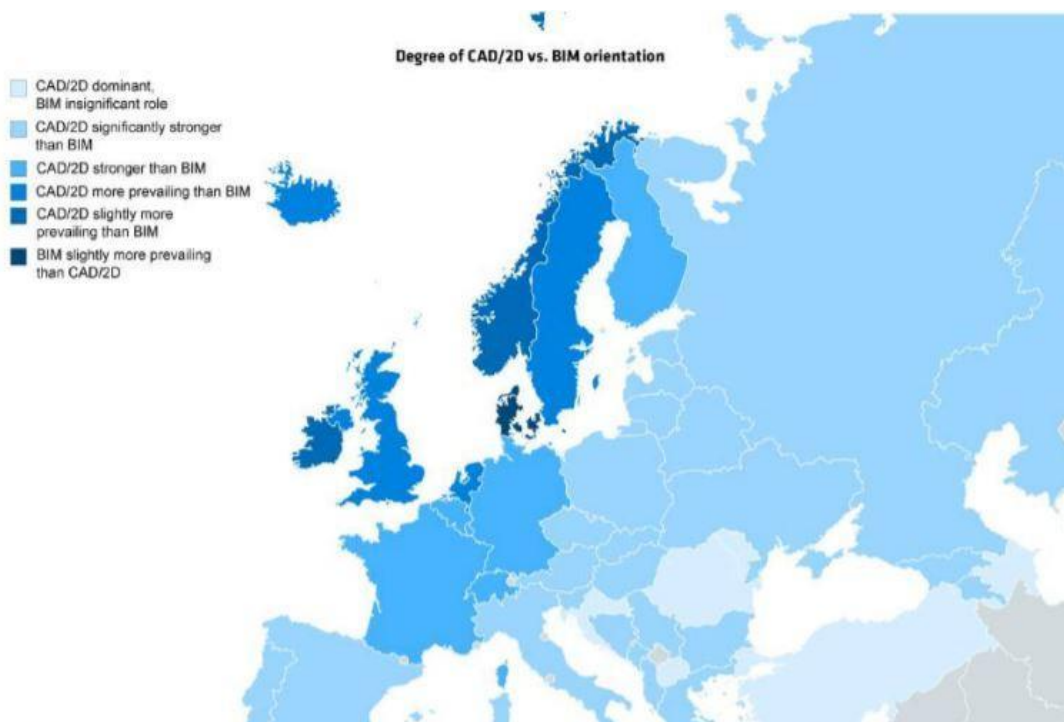 Degree of CAD/2D vs. BIM orientation
CAD/2D dominant,
BIM insignificant role
CAD/2D significantly stronger
than BIM
CAD/2D stronger than BIM
CAD/2D more prevailing than BIM
CAD/2D slightly more
prevailing than BIM
BIM slightly more prevailing
than CAD/2D